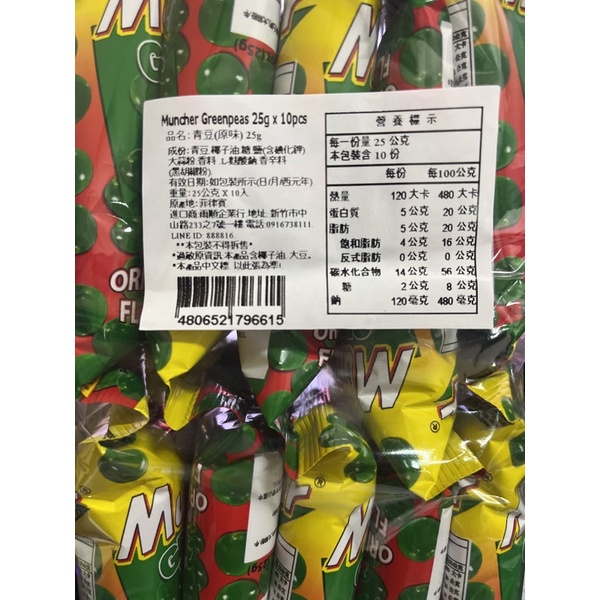 Muncher Greenpeas 25g x 10pcs
品名: 青豆(原味) 25g
成份: 青豆 椰子油 糖 鹽(含碘化鉀)
大蒜粉 香料 L-麩酸鈉 香辛料
(黑胡椒粉)
有效日期: 如包裝所示(日/月/西元年)
重量: 25公克 X 10入
原產地: 菲律賓
進口商: 雨順企業行 地址: 新竹市中
山路233之7號一樓 電話:0916738111.
LINE ID: 888816.
**本包裝不得拆售*
*過敏原資訊:本產品含椰子油, 大豆。
*本產品中文標, 以此張為準!
4806521796615
營養標示
每一份量 25 公克
本包裝含 10 份
每份 每100公克
熱量 120 大卡 480 大卡
蛋白質 5 公克 20 公克
脂肪 5 公克 20 公克
飽和脂肪 4 公克 16 公克
反式脂肪 0 公克 0 公克
碳水化合物 14 公克 56 公克
糖 2 公克 8 公克
鈉 120 毫克 480 毫克